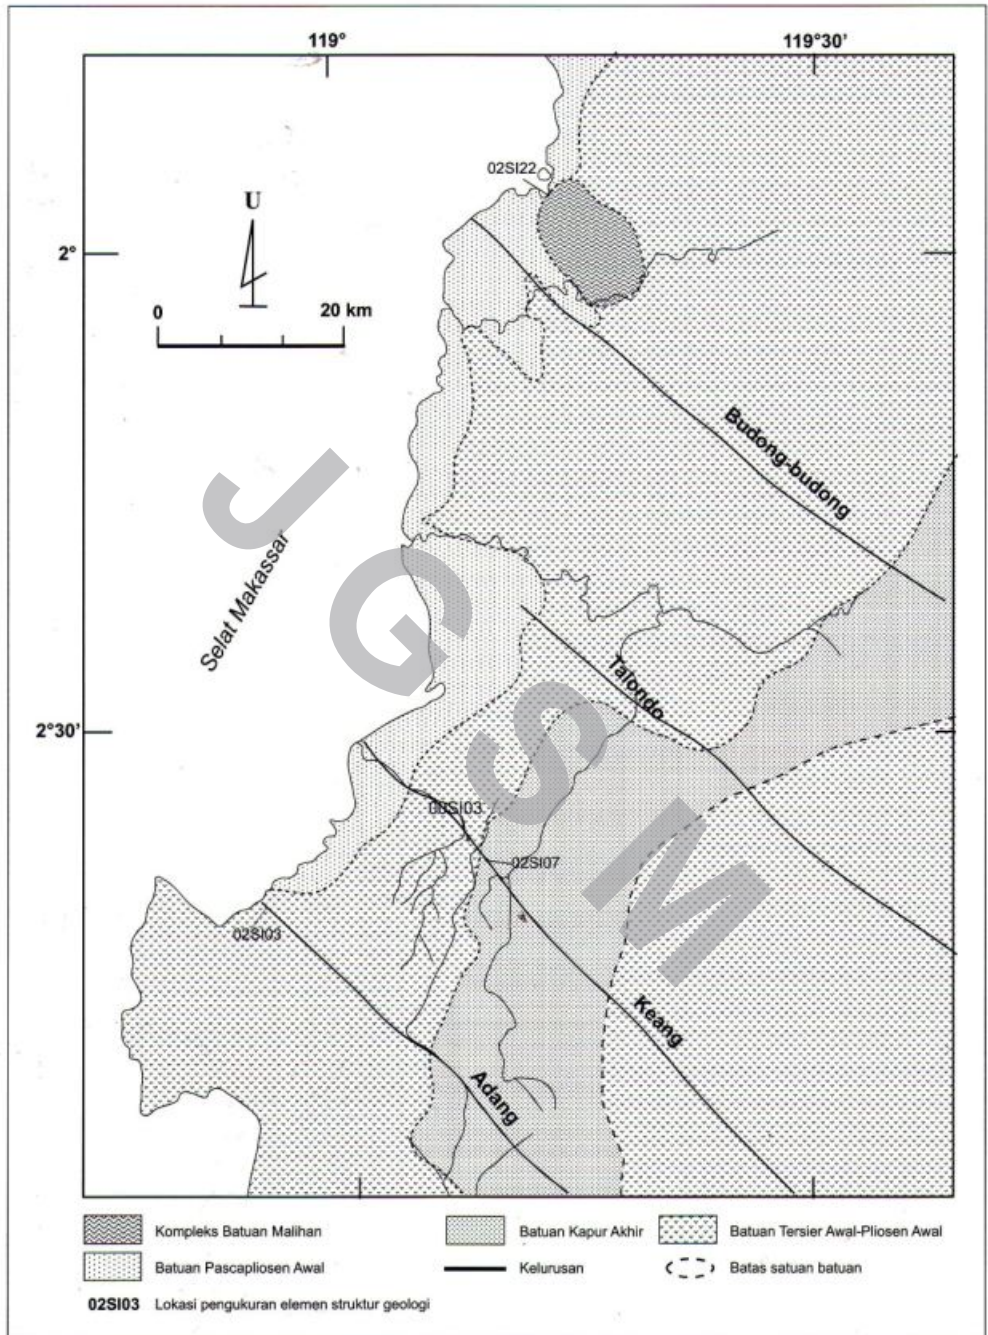 119°
119°30'
02SI22
U
2°
0
20 km
Budong-budong
JGSM
Selat Makassar
Talondo
2°30'
03SI03
02SI07
02SI03
Keang
Adang
Kompleks Batuan Malihan
Batuan Kapur Akhir
Batuan Tersier Awal-Pliosen Awal
Batuan Pascapliosen Awal
Kelurusan
Batas satuan batuan
02SI03 Lokasi pengukuran elemen struktur geologi